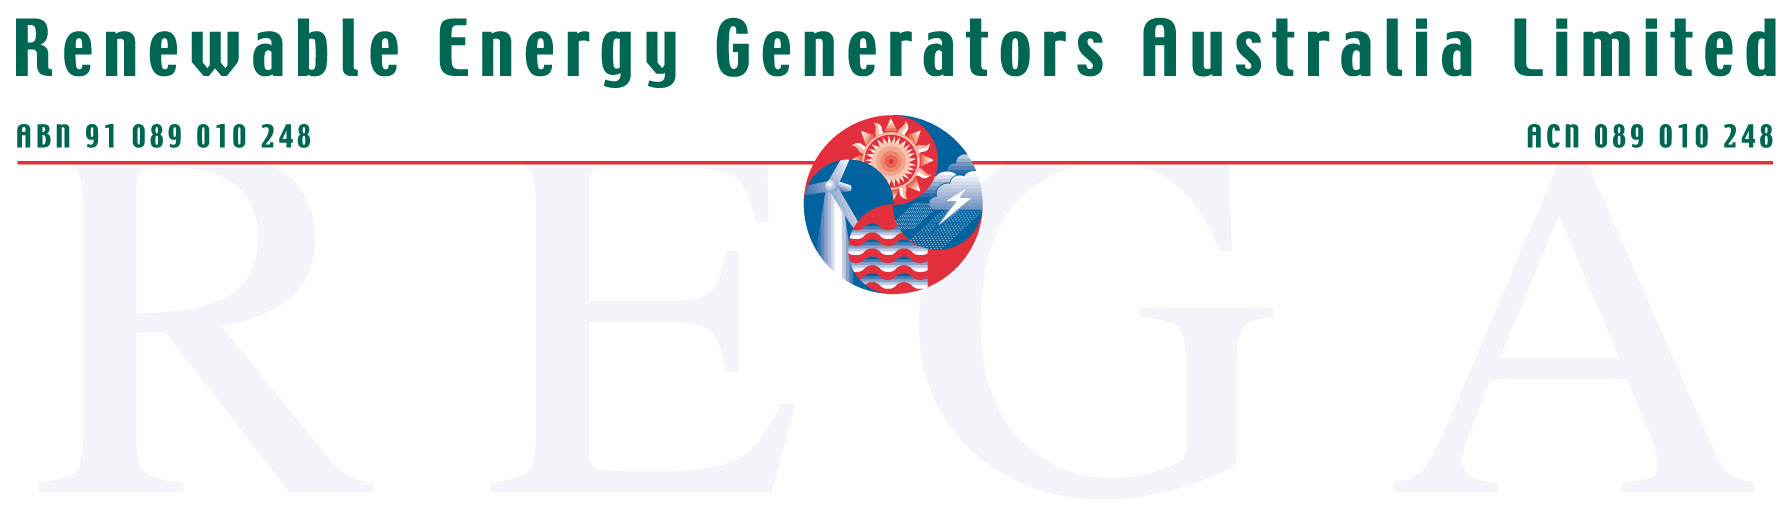 Renewable Energy Generators Australia Limited
ABN 91 089 010 248 ACN 089 010 248
REGA